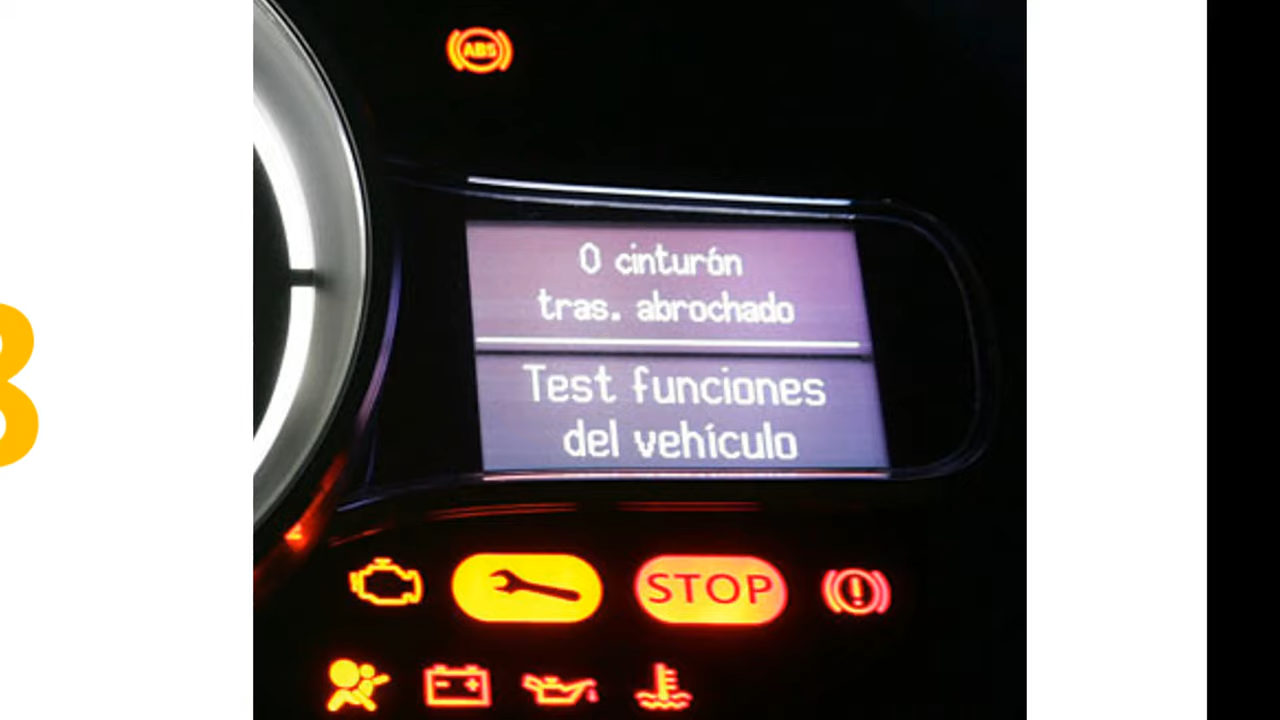 ABS
0 cinturón
tras. abrochado
Test funciones
del vehículo
STOP